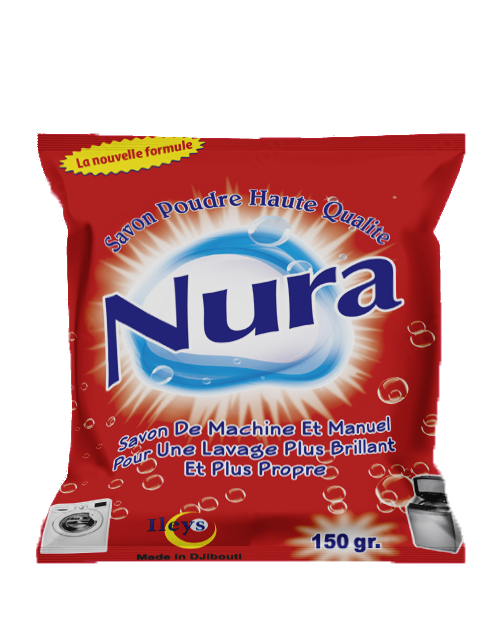 La nouvelle formule
Savon Poudre Haute Qualite
Nura
Savon De Machine Et Manuel
Pour Une Lavage Plus Brillant
Et Plus Propre
Ileys
Made In DJibouti
150 gr.